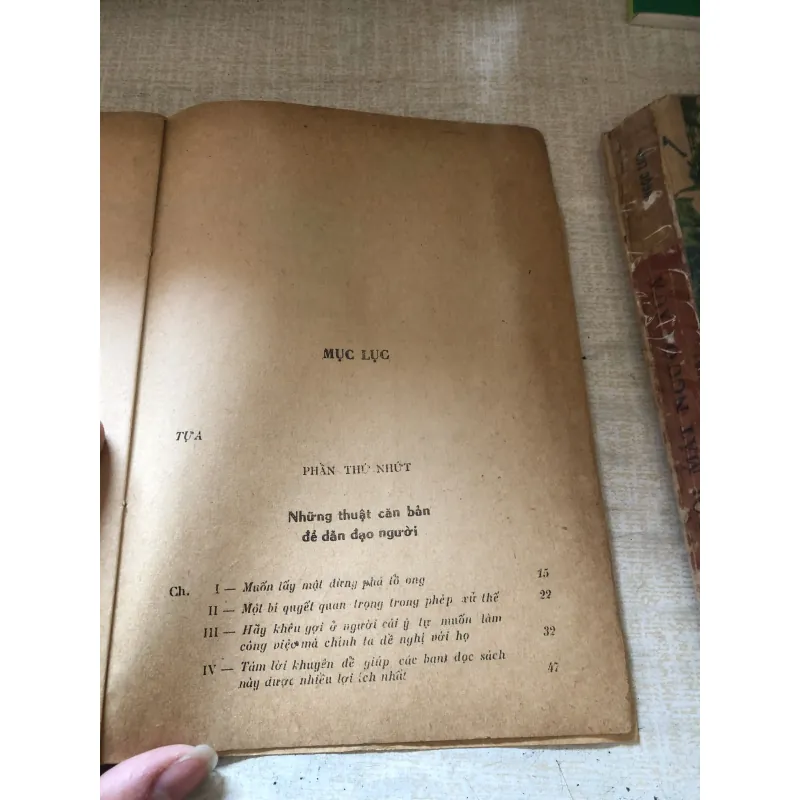 MỤC LỤC
TỰA
PHẦN THỨ NHỨT
Những thuật căn bản
để dẫn đạo người
Ch. I — Muốn lấy mật đừng phá tổ ong 15
II — Một bí quyết quan trọng trong phép xử thế 22
III — Hãy khêu gợi ở người cái ý tự muốn làm
công việc mà chính ta đề nghị với họ 32
IV — Tám lời khuyên để giúp các bạn đọc sách
này được nhiều lợi ích nhất 47